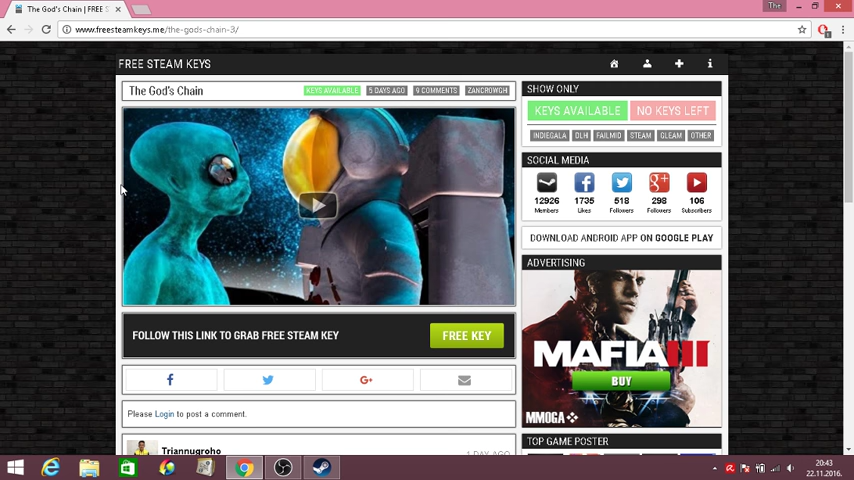 The God's Chain | FREE S
The
www.freesteamkeys.me/the-gods-chain-3/
FREE STEAM KEYS
The God's Chain
KEYS AVAILABLE
5 DAYS AGO
9 COMMENTS
ZANCROWGH
SHOW ONLY
KEYS AVAILABLE
NO KEYS LEFT
INDIEGALA
DLH
FAILMID
STEAM
GLEAM
OTHER
SOCIAL MEDIA
12926 1735 518 298 106
Members Likes Followers Followers Subscribers
DOWNLOAD ANDROID APP ON GOOGLE PLAY
ADVERTISING
MAFIA III
BUY
MMOGA
FOLLOW THIS LINK TO GRAB FREE STEAM KEY
FREE KEY
G+
Please Login to post a comment.
Triannugroho
1 DAY AGO
TOP GAME POSTER
20:43
22.11.2016.